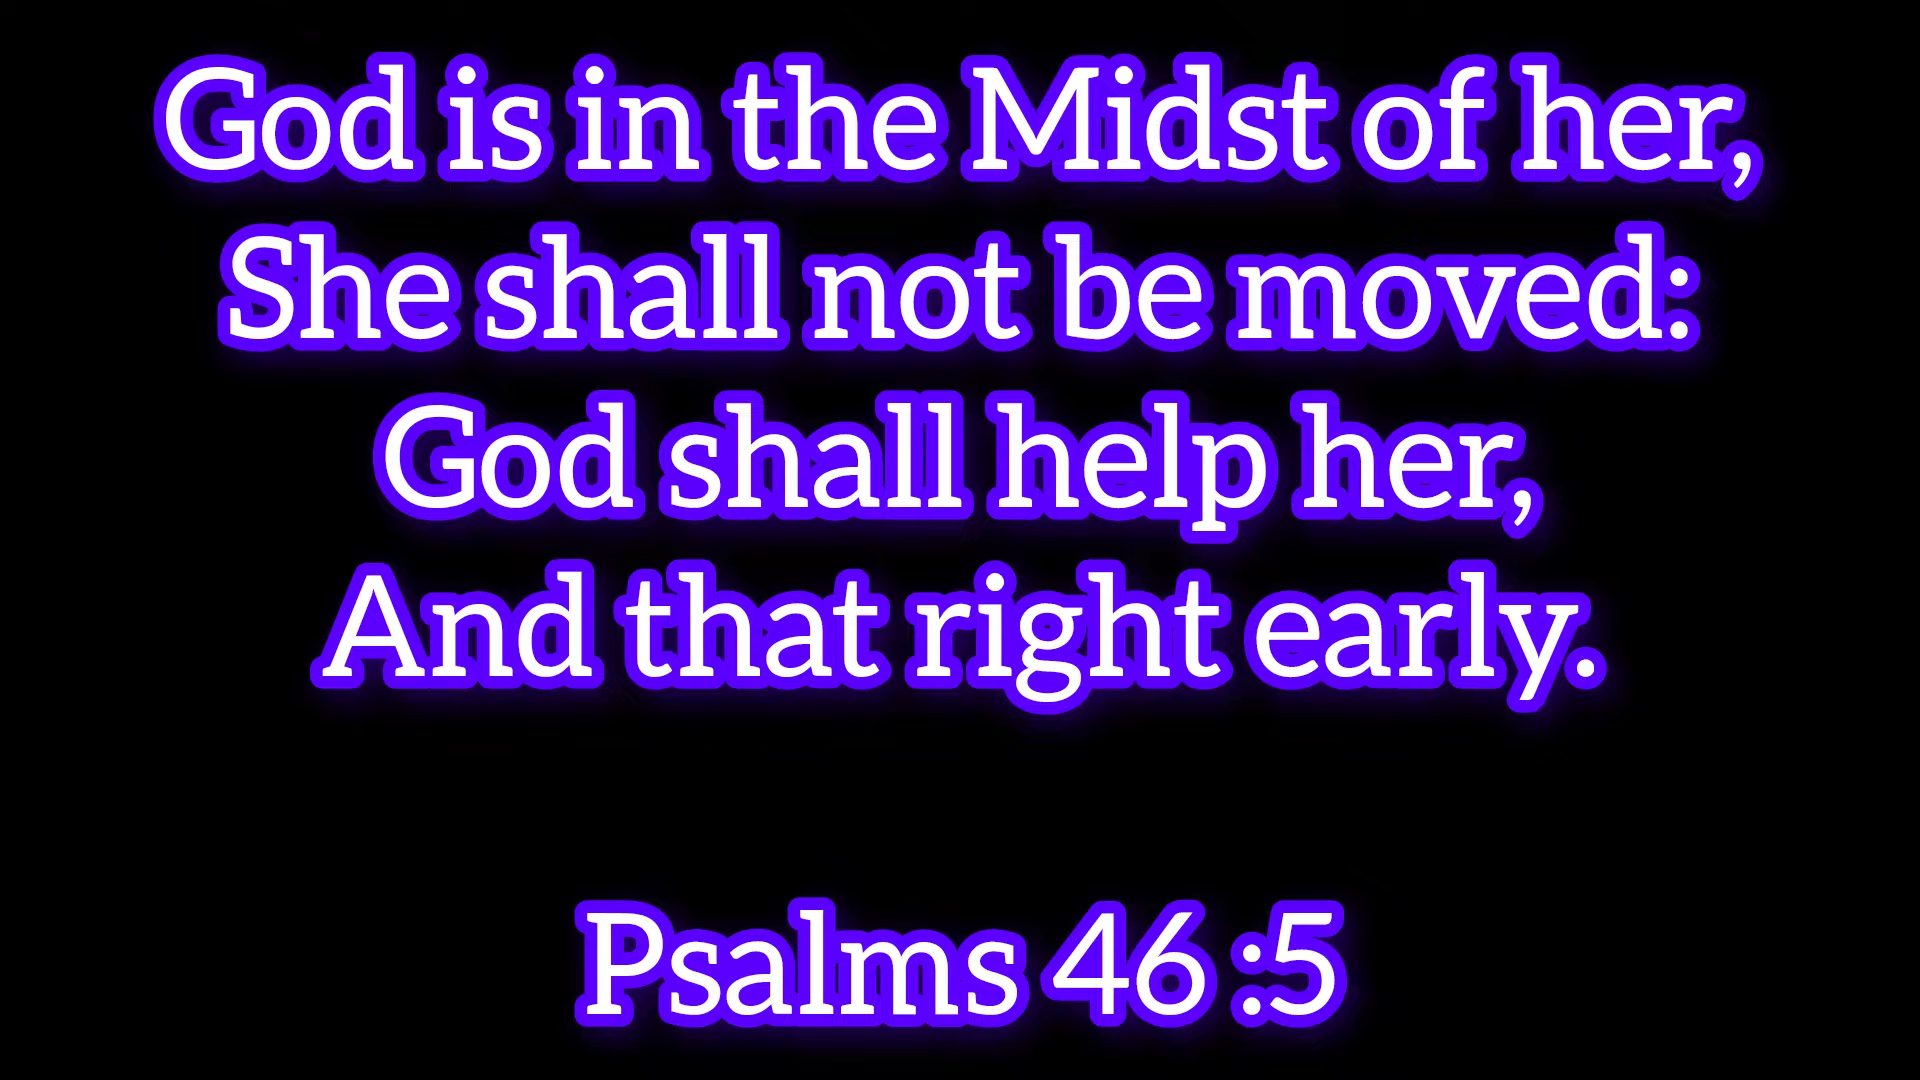 God is in the Midst of her,
She shall not be moved:
God shall help her,
And that right early.
Psalms 46 :5